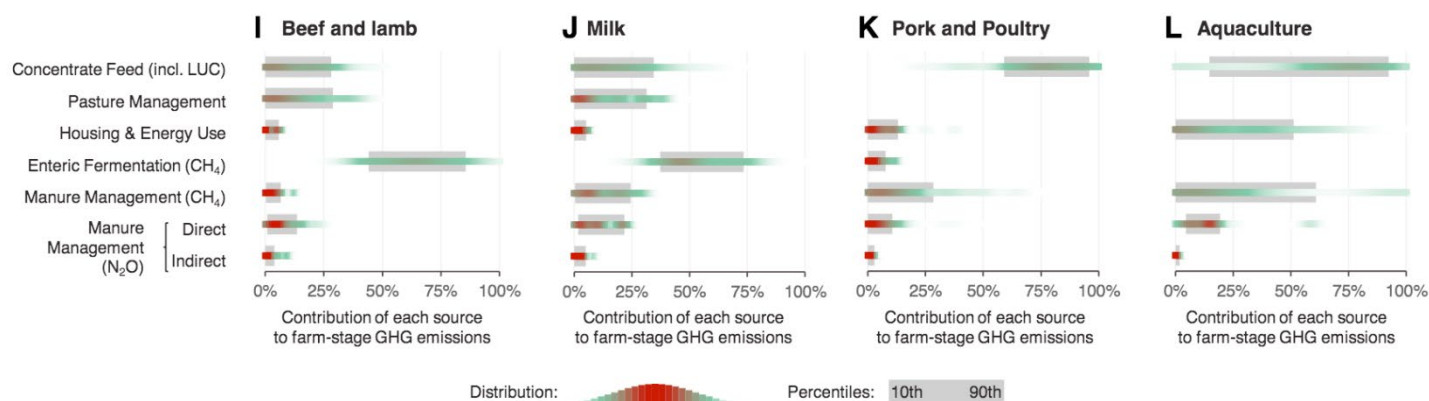 I Beef and lamb
J Milk
K Pork and Poultry
L Aquaculture
Concentrate Feed (incl. LUC)
Pasture Management
Housing & Energy Use
Enteric Fermentation (CH₄)
Manure Management (CH₄)
Manure
Management
(N₂O)
Direct
Indirect
0% 25% 50% 75% 100%
Contribution of each source
to farm-stage GHG emissions
0% 25% 50% 75% 100%
Contribution of each source
to farm-stage GHG emissions
0% 25% 50% 75% 100%
Contribution of each source
to farm-stage GHG emissions
0% 25% 50% 75% 100%
Contribution of each source
to farm-stage GHG emissions
Distribution:
Percentiles: 10th 90th